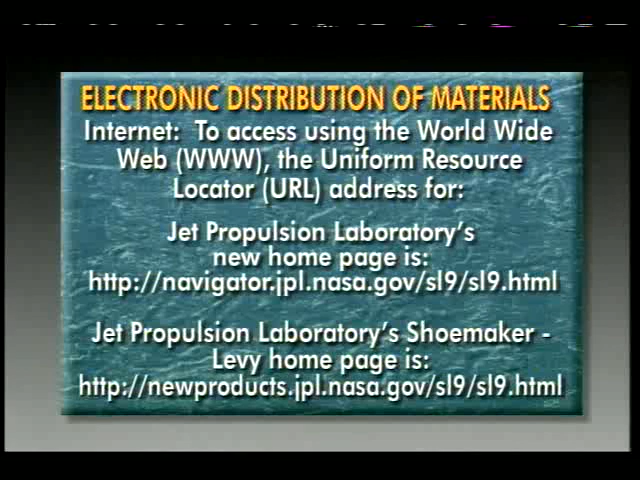 ELECTRONIC DISTRIBUTION OF MATERIALS
Internet: To access using the World Wide
Web (WWW), the Uniform Resource
Locator (URL) address for:
Jet Propulsion Laboratory's
new home page is:
http://navigator.jpl.nasa.gov/sl9/sl9.html
Jet Propulsion Laboratory's Shoemaker -
Levy home page is:
http://newproducts.jpl.nasa.gov/sl9/sl9.html